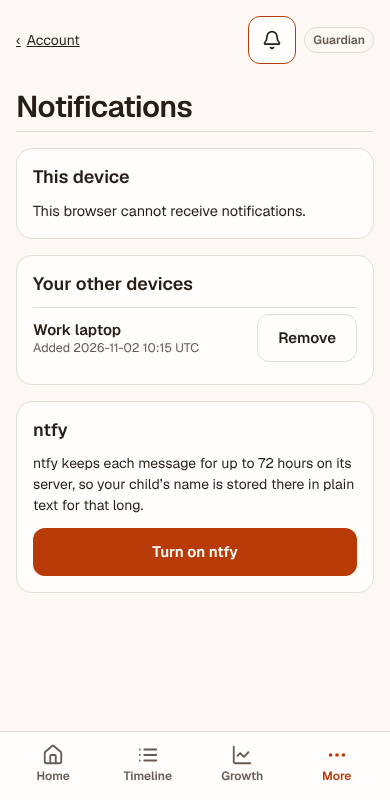 ‹ Account
Guardian
Notifications
This device
This browser cannot receive notifications.
Your other devices
Work laptop
Added 2026-11-02 10:15 UTC
Remove
ntfy
ntfy keeps each message for up to 72 hours on its
server, so your child’s name is stored there in plain
text for that long.
Turn on ntfy
Home
Timeline
Growth
More